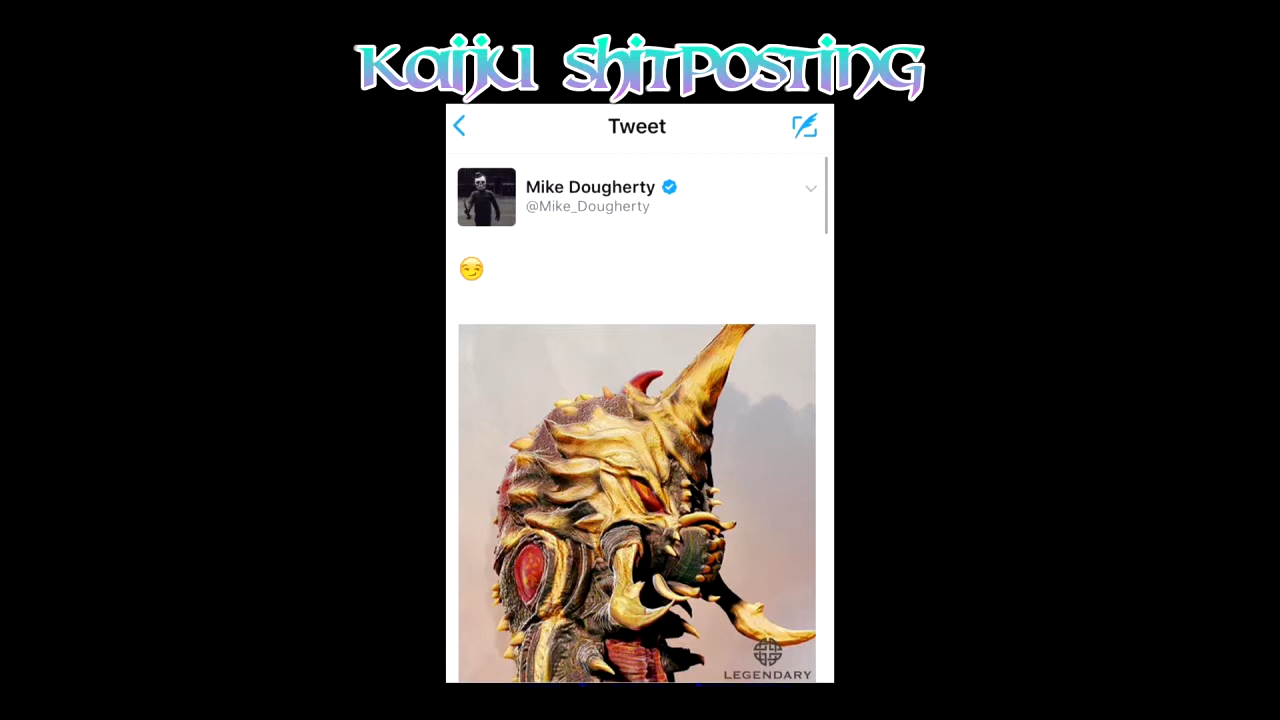 Kaiju Shitposting
Tweet
Mike Dougherty
@Mike_Dougherty
LEGENDARY